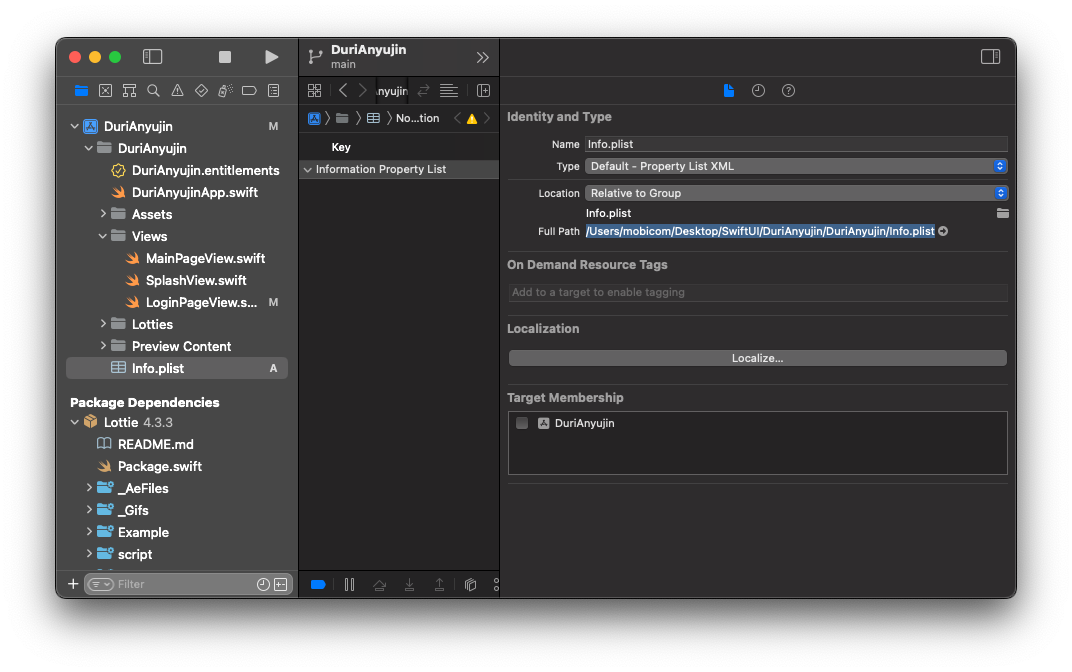 DuriAnyujin
main
nyujin
No...tion
Key
Information Property List
DuriAnyujin M
DuriAnyujin
DuriAnyujin.entitlements
DuriAnyujinApp.swift
Assets
Views
MainPageView.swift
SplashView.swift
LoginPageView.s... M
Lotties
Preview Content
Info.plist A
Package Dependencies
Lottie 4.3.3
README.md
Package.swift
_AeFiles
_Gifs
Example
script
Filter
Identity and Type
Name Info.plist
Type Default - Property List XML
Location Relative to Group
Info.plist
Full Path /Users/mobicom/Desktop/SwiftUI/DuriAnyujin/DuriAnyujin/Info.plist
On Demand Resource Tags
Add to a target to enable tagging
Localization
Localize...
Target Membership
DuriAnyujin